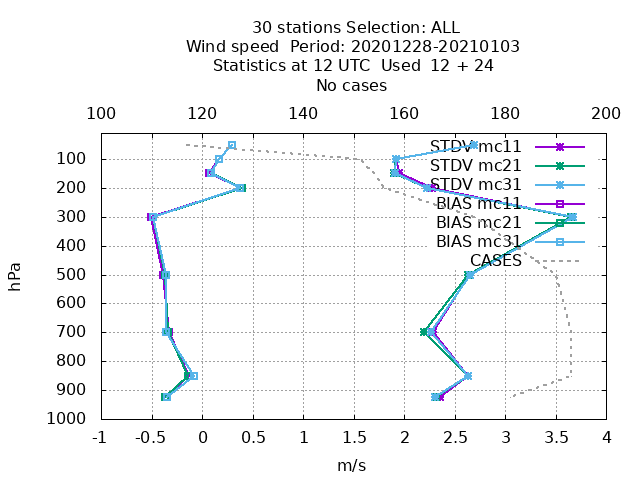 30 stations Selection: ALL
Wind speed  Period: 20201228-20210103
Statistics at 12 UTC  Used  12 + 24
No cases
100 120 140 160 180 200
STDV mc11
STDV mc21
STDV mc31
BIAS mc11
BIAS mc21
BIAS mc31
CASES
100
200
300
400
500
600
700
800
900
1000
hPa
-1 -0.5 0 0.5 1 1.5 2 2.5 3 3.5 4
m/s